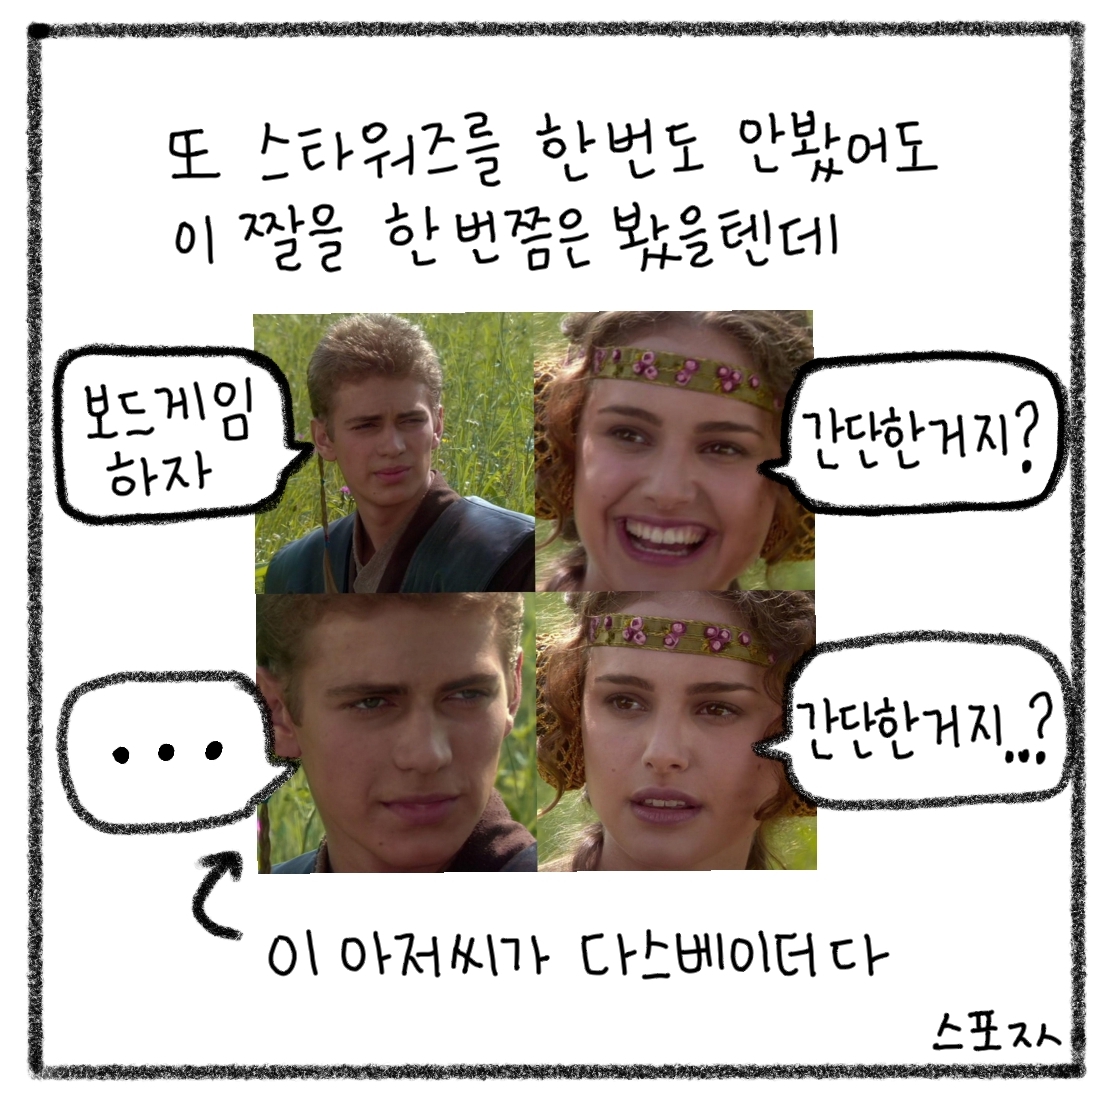 또 스타워즈를 한번도 안봤어도
이 짤을 한번쯤은 봤을텐데
보드게임
하자
간단한거지?
...
간단한거지...?
이 아저씨가 다스베이더다
스포ㅈㅅ